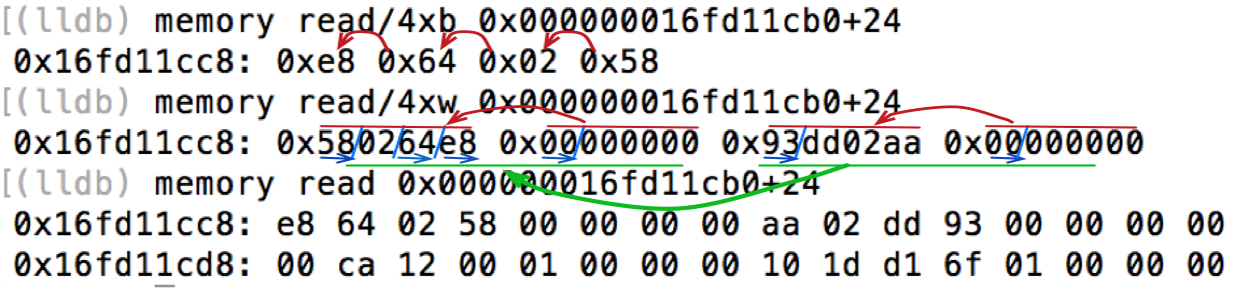 [(lldb) memory read/4xb 0x000000016fd11cb0+24
0x16fd11cc8: 0xe8 0x64 0x02 0x58
[(lldb) memory read/4xw 0x000000016fd11cb0+24
0x16fd11cc8: 0x580264e8 0x00000000 0x93dd02aa 0x00000000
[(lldb) memory read 0x000000016fd11cb0+24
0x16fd11cc8: e8 64 02 58 00 00 00 00 aa 02 dd 93 00 00 00 00
0x16fd11cd8: 00 ca 12 00 01 00 00 00 10 1d d1 6f 01 00 00 00